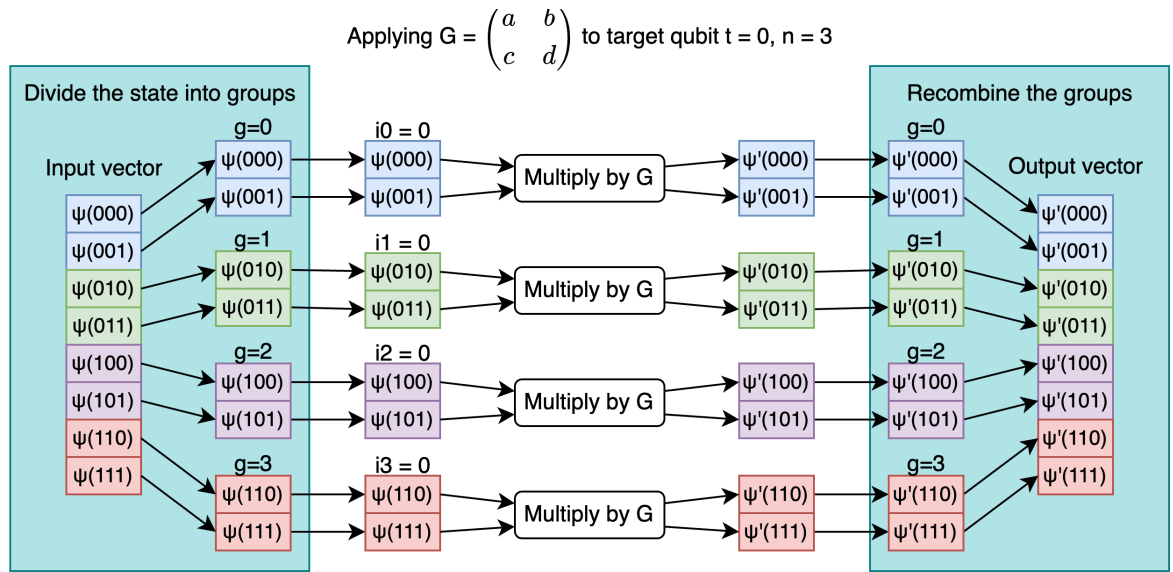 Applying G = (a b
c d) to target qubit t = 0, n = 3
Divide the state into groups
Input vector
ψ(000)
ψ(001)
ψ(010)
ψ(011)
ψ(100)
ψ(101)
ψ(110)
ψ(111)
g=0
ψ(000)
ψ(001)
g=1
ψ(010)
ψ(011)
g=2
ψ(100)
ψ(101)
g=3
ψ(110)
ψ(111)
i0 = 0
ψ(000)
ψ(001)
i1 = 0
ψ(010)
ψ(011)
i2 = 0
ψ(100)
ψ(101)
i3 = 0
ψ(110)
ψ(111)
Multiply by G
Multiply by G
Multiply by G
Multiply by G
ψ'(000)
ψ'(001)
ψ'(010)
ψ'(011)
ψ'(100)
ψ'(101)
ψ'(110)
ψ'(111)
Recombine the groups
g=0
ψ'(000)
ψ'(001)
g=1
ψ'(010)
ψ'(011)
g=2
ψ'(100)
ψ'(101)
g=3
ψ'(110)
ψ'(111)
Output vector
ψ'(000)
ψ'(001)
ψ'(010)
ψ'(011)
ψ'(100)
ψ'(101)
ψ'(110)
ψ'(111)